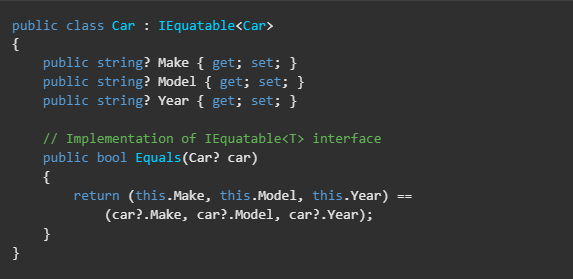 public class Car : IEquatable<Car>
{
    public string? Make { get; set; }
    public string? Model { get; set; }
    public string? Year { get; set; }

    // Implementation of IEquatable<T> interface
    public bool Equals(Car? car)
    {
        return (this.Make, this.Model, this.Year) ==
            (car?.Make, car?.Model, car?.Year);
    }
}